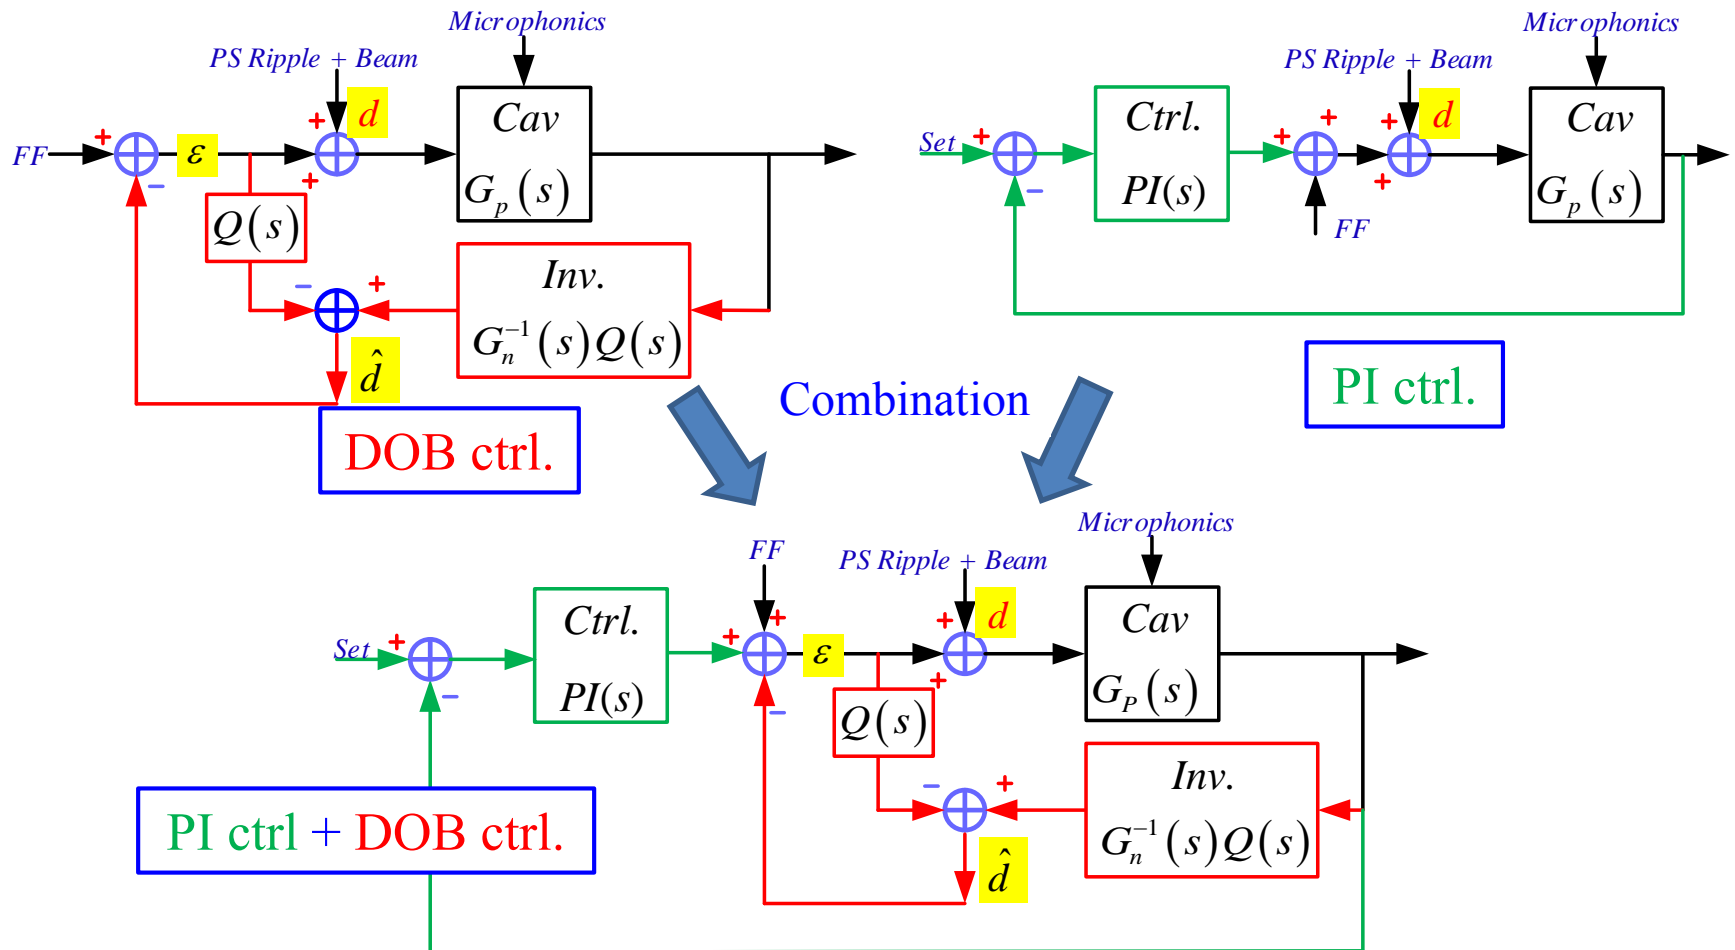 Microphonics
PS Ripple + Beam
d
Cav
G_p(s)
FF
+
−
ε
+
+
Q(s)
−
+
Inv.
G_n^{-1}(s)Q(s)
d̂
DOB ctrl.
Microphonics
PS Ripple + Beam
d
Ctrl.
PI(s)
Cav
G_p(s)
Set
+
−
+
+
+
+
FF
PI ctrl.
Combination
Microphonics
FF
PS Ripple + Beam
d
Ctrl.
PI(s)
Cav
G_P(s)
Set
+
−
+
+
−
ε
+
+
Q(s)
−
+
Inv.
G_n^{-1}(s)Q(s)
d̂
PI ctrl + DOB ctrl.